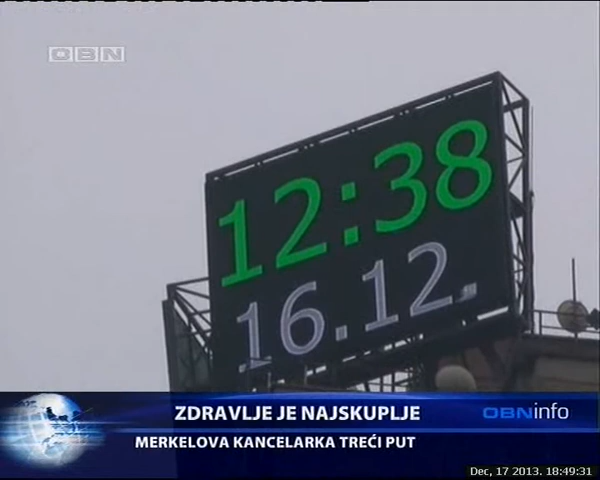 OBN
12:38
16.12.
ZDRAVLJE JE NAJSKUPLJE
OBNinfo
MERKELOVA KANCELARKA TREĆI PUT
Dec, 17 2013. 18:49:31